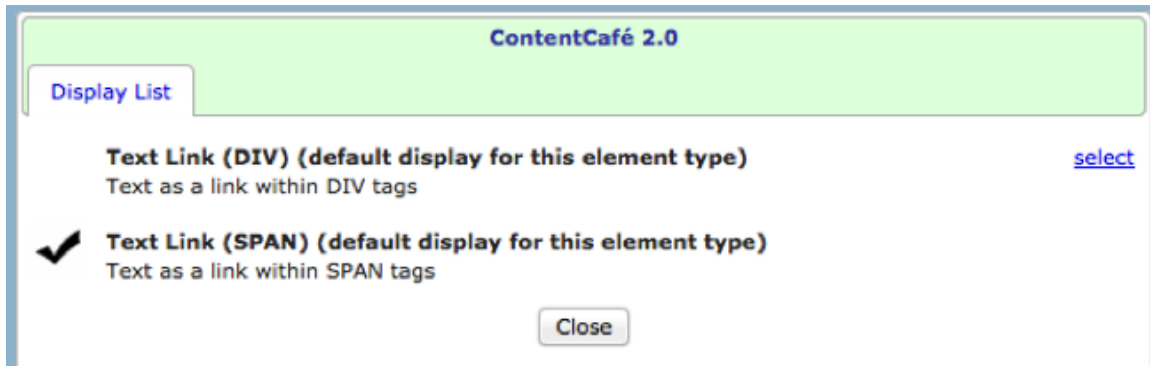 ContentCafé 2.0
Display List
Text Link (DIV) (default display for this element type)
select
Text as a link within DIV tags
Text Link (SPAN) (default display for this element type)
Text as a link within SPAN tags
Close